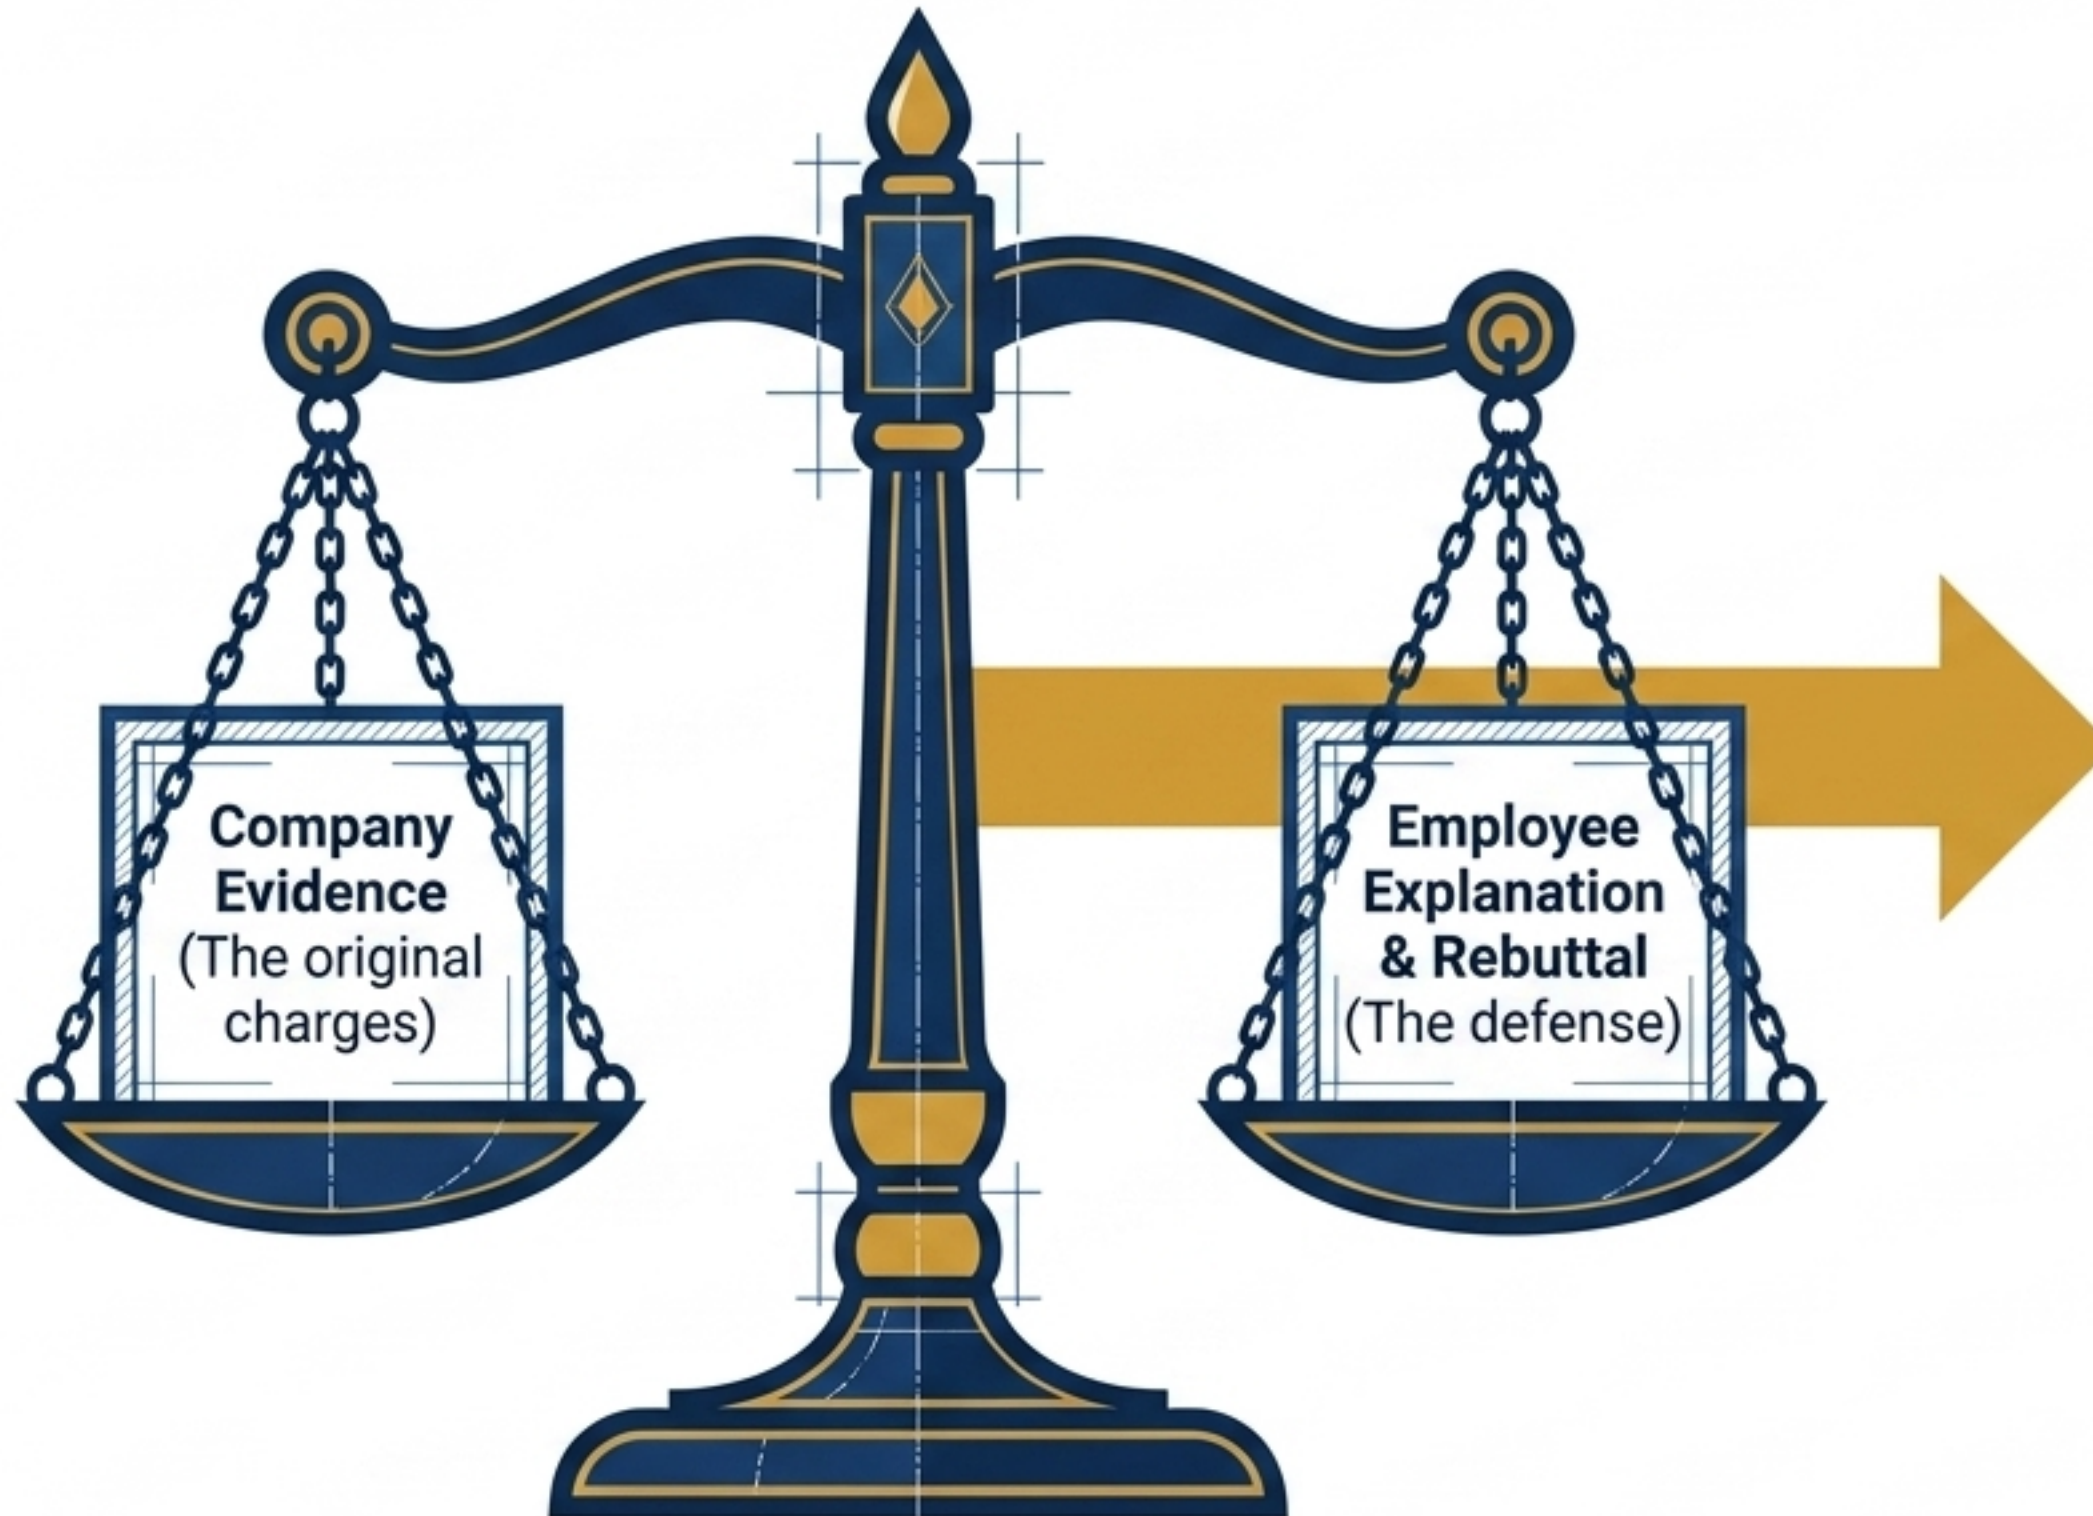 Company
Evidence
(The original
charges)
Employee
Explanation
& Rebuttal
(The defense)